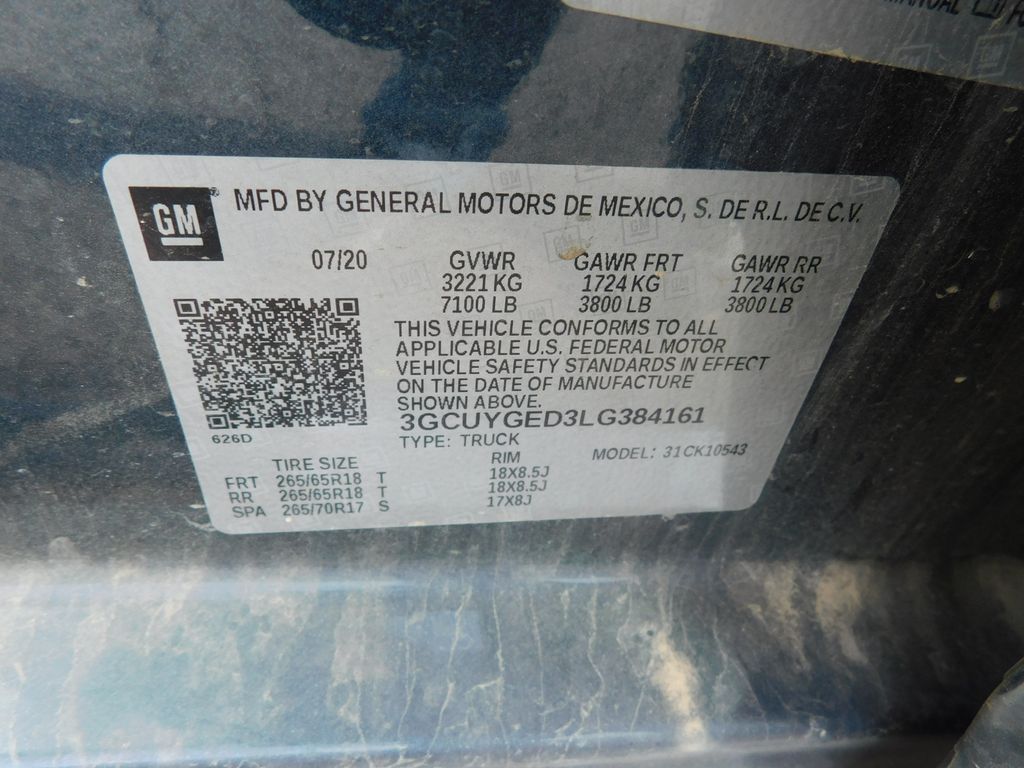 MANUAL
GM
MFD BY GENERAL MOTORS DE MEXICO, S. DE R.L. DE C.V.
07/20 GVWR GAWR FRT GAWR RR
3221 KG 1724 KG 1724 KG
7100 LB 3800 LB 3800 LB
THIS VEHICLE CONFORMS TO ALL
APPLICABLE U.S. FEDERAL MOTOR
VEHICLE SAFETY STANDARDS IN EFFECT
ON THE DATE OF MANUFACTURE
SHOWN ABOVE.
3GCUYGED3LG384161
626D
TYPE: TRUCK
MODEL: 31CK10543
TIRE SIZE RIM
FRT 265/65R18 T 18X8.5J
RR 265/65R18 T 18X8.5J
SPA 265/70R17 S 17X8J